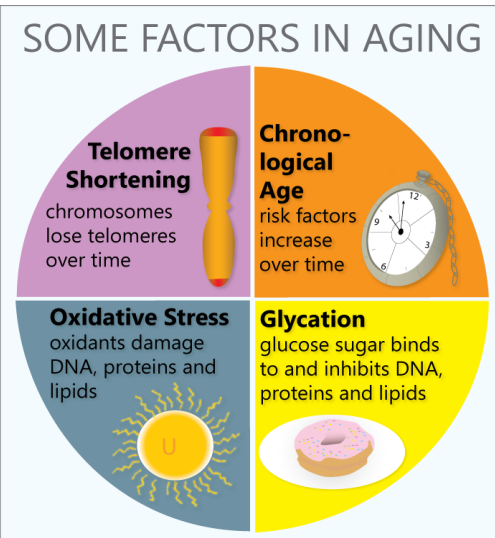 SOME FACTORS IN AGING
Telomere
Shortening
chromosomes
lose telomeres
over time
Chrono-
logical
Age
risk factors
increase
over time
12
9
3
6
Oxidative Stress
oxidants damage
DNA, proteins and
lipids
U
Glycation
glucose sugar binds
to and inhibits DNA,
proteins and lipids